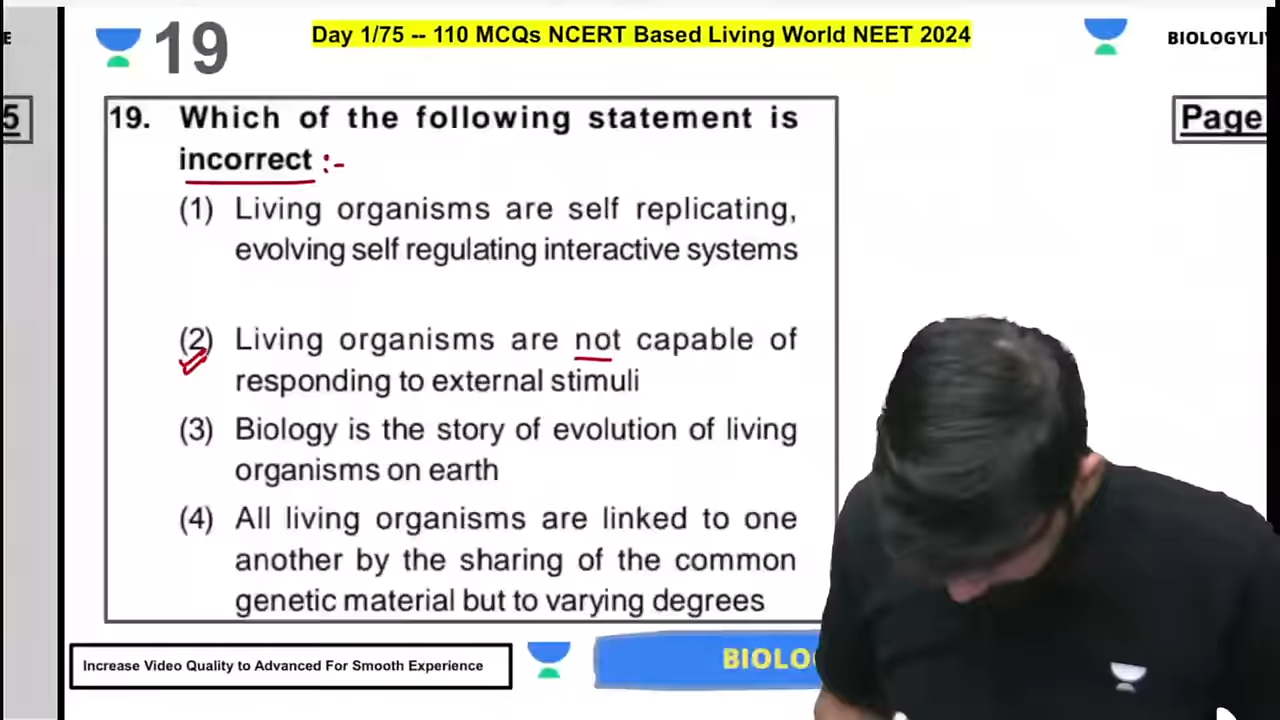 E
19
Day 1/75 -- 110 MCQs NCERT Based Living World NEET 2024
5
Page
19. Which of the following statement is
incorrect :-
(1) Living organisms are self replicating,
evolving self regulating interactive systems
(2) Living organisms are not capable of
responding to external stimuli
(3) Biology is the story of evolution of living
organisms on earth
(4) All living organisms are linked to one
another by the sharing of the common
genetic material but to varying degrees
Increase Video Quality to Advanced For Smooth Experience